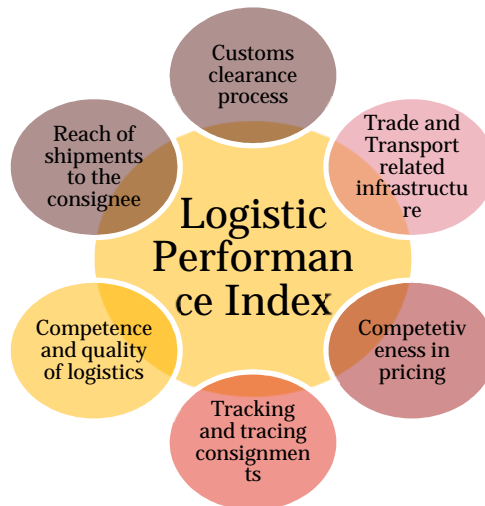 Customs
clearance
process
Trade and
Transport
related
infrastructu
re
Competetiv
eness in
pricing
Tracking
and tracing
consignmen
ts
Competence
and quality
of logistics
Reach of
shipments
to the
consignee
Logistic
Performan
ce Index